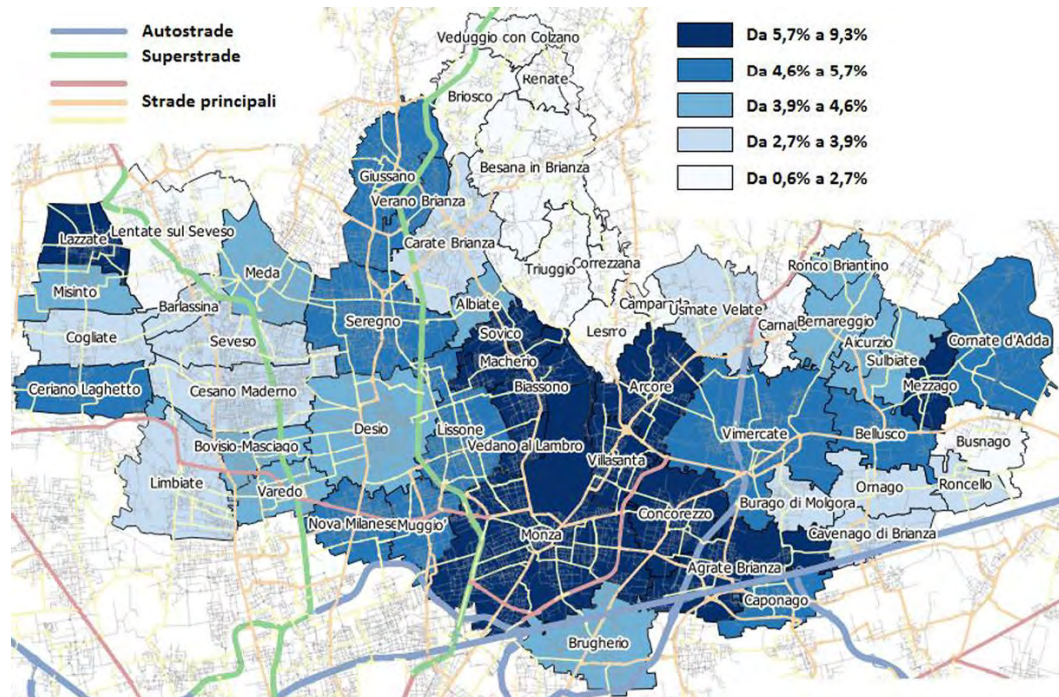 Autostrade
Superstrade
Strade principali
Da 5,7% a 9,3%
Da 4,6% a 5,7%
Da 3,9% a 4,6%
Da 2,7% a 3,9%
Da 0,6% a 2,7%
Veduggio con Colzano
Renate
Briosco
Besana in Brianza
Giussano
Verano Brianza
Lazzate
Lentate sul Seveso
Carate Brianza
Triuggio
Correzzana
Ronco Briantino
Misinto
Meda
Barlassina
Albiate
Camparada
Usmate Velate
Carnat
Bernareggio
Cogliate
Seveso
Seregno
Sovico
Lesmo
Aicurzio
Cornate d'Adda
Macherio
Sulbiate
Ceriano Laghetto
Cesano Maderno
Biassono
Arcore
Mezzago
Bovisio-Masciago
Desio
Lissone
Vedano al Lambro
Vimercate
Bellusco
Busnago
Limbiate
Varedo
Villasanta
Ornago
Roncello
Burago di Molgora
Nova Milanese
Muggio'
Monza
Concorezzo
Cavenago di Brianza
Agrate Brianza
Caponago
Brugherio